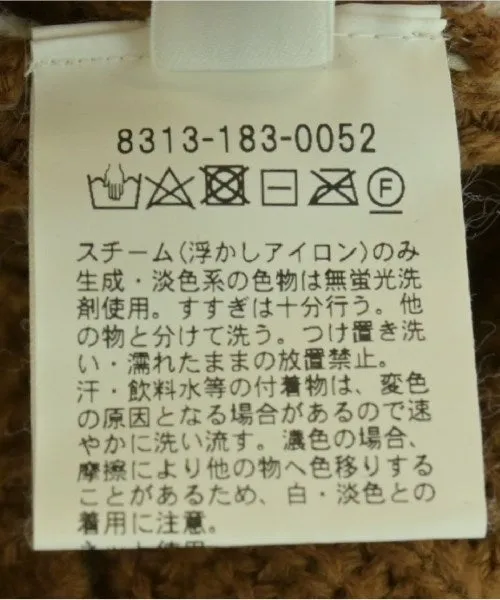 8313-183-0052
F
スチーム(浮かしアイロン)のみ
生成・淡色系の色物は無蛍光洗
剤使用。すすぎは十分行う。他
の物と分けて洗う。つけ置き洗
い・濡れたままの放置禁止。
汗・飲料水等の付着物は、変色
の原因となる場合があるので速
やかに洗い流す。濃色の場合、
摩擦により他の物へ色移りする
ことがあるため、白・淡色との
着用に注意。